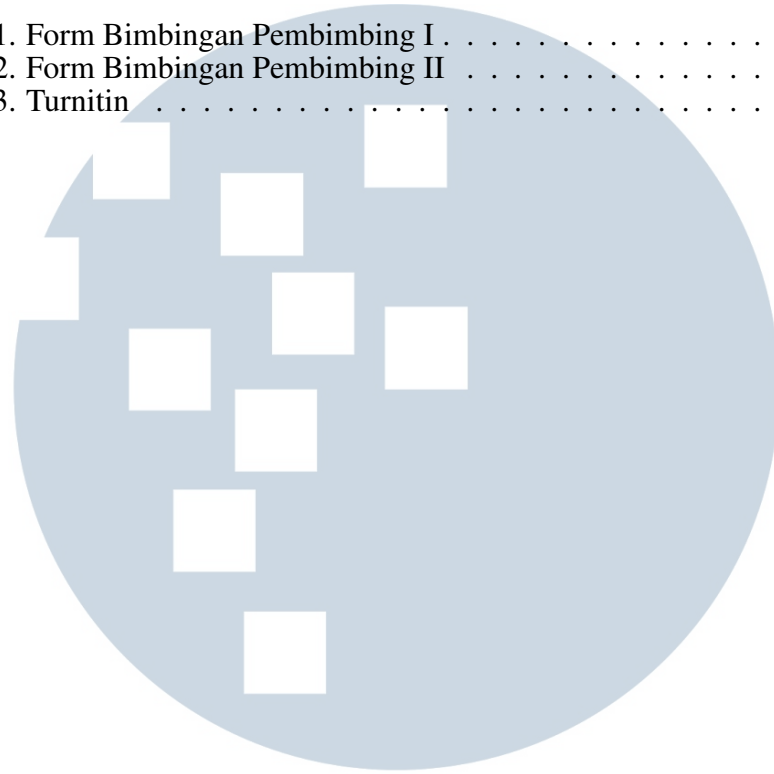 1. Form Bimbingan Pembimbing I . . . . . . . . . . . . . .
2. Form Bimbingan Pembimbing II . . . . . . . . . . . . .
3. Turnitin . . . . . . . . . . . . . . . . . . . . . . . . . .